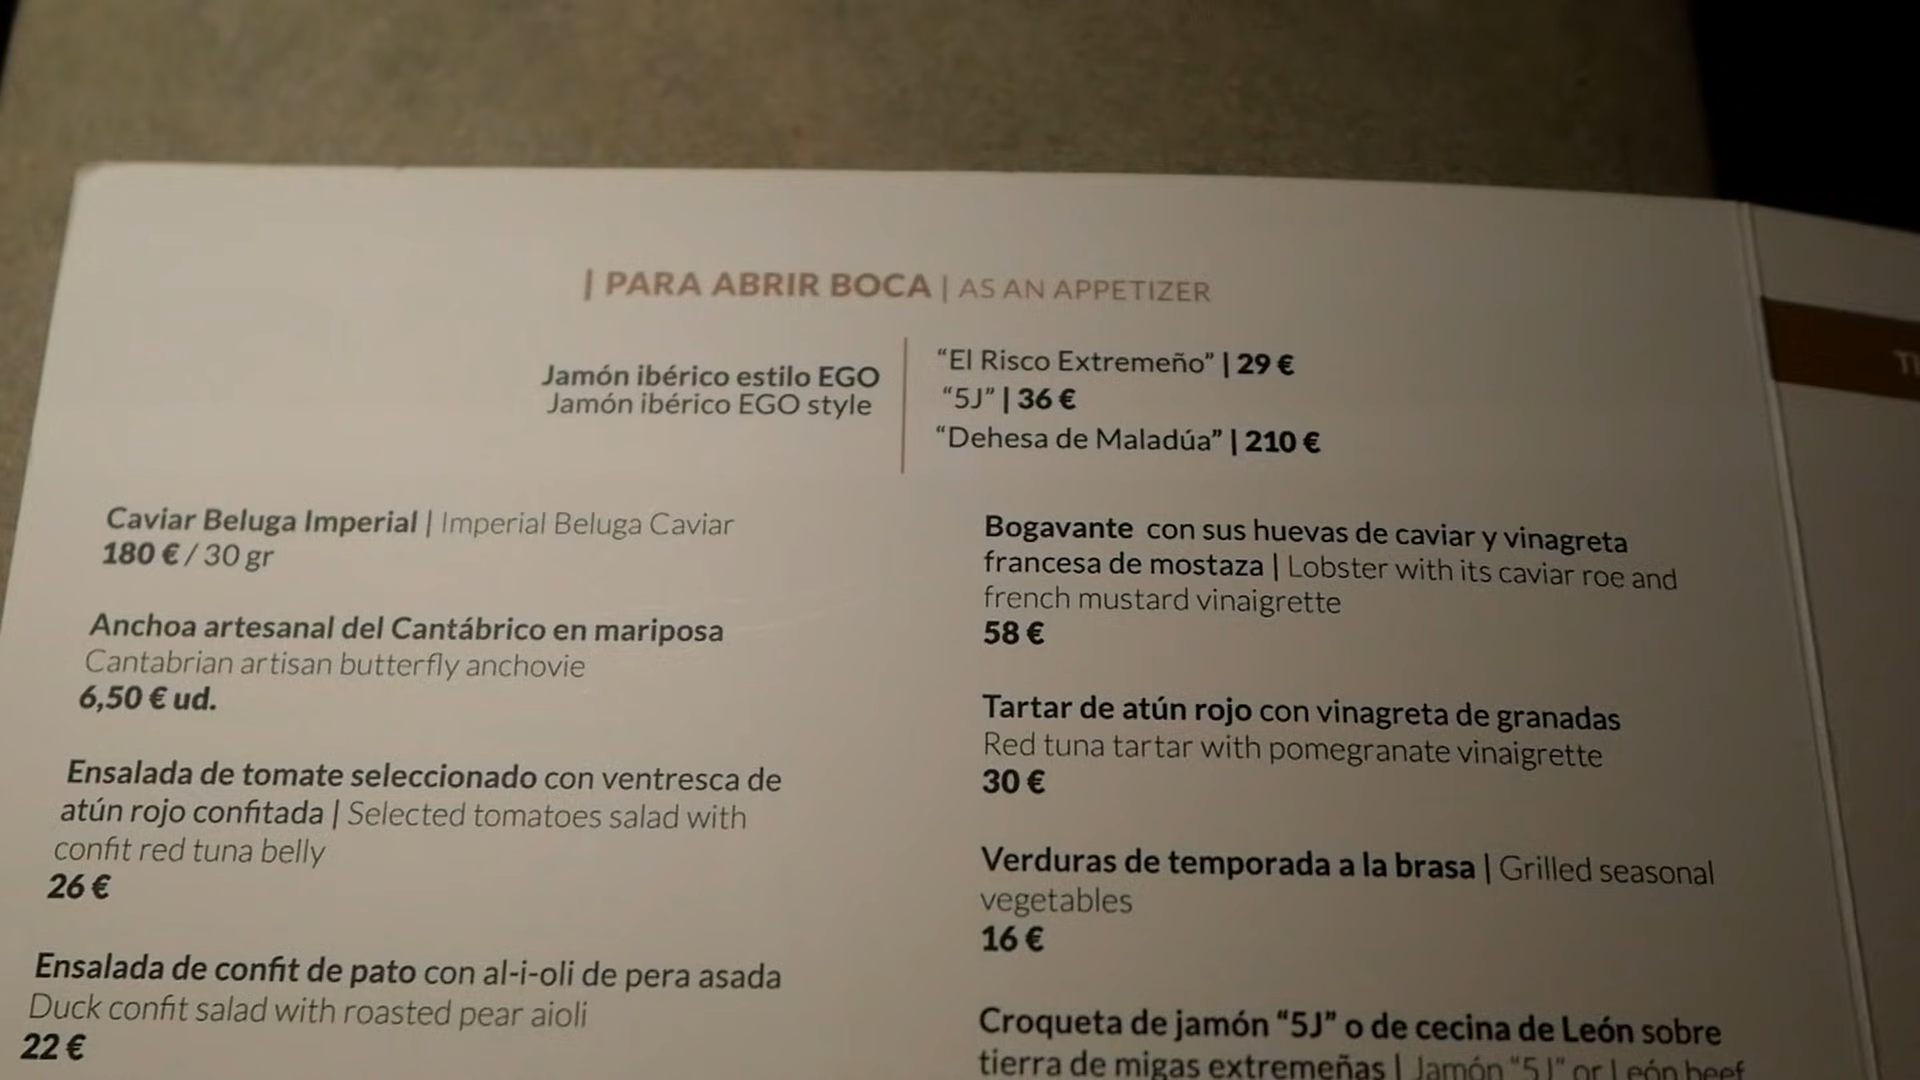 | PARA ABRIR BOCA | AS AN APPETIZER
Jamón ibérico estilo EGO
Jamón ibérico EGO style
“El Risco Extremeño” | 29 €
“5J” | 36 €
“Dehesa de Maladúa” | 210 €
Caviar Beluga Imperial | Imperial Beluga Caviar
180 € / 30 gr
Anchoa artesanal del Cantábrico en mariposa
Cantabrian artisan butterfly anchovie
6,50 € ud.
Ensalada de tomate seleccionado con ventresca de
atún rojo confitada | Selected tomatoes salad with
confit red tuna belly
26 €
Ensalada de confit de pato con al-i-oli de pera asada
Duck confit salad with roasted pear aioli
22 €
Bogavante con sus huevas de caviar y vinagreta
francesa de mostaza | Lobster with its caviar roe and
french mustard vinaigrette
58 €
Tartar de atún rojo con vinagreta de granadas
Red tuna tartar with pomegranate vinaigrette
30 €
Verduras de temporada a la brasa | Grilled seasonal
vegetables
16 €
Croqueta de jamón “5J” o de cecina de León sobre
tierra de migas extremeñas | Jamón “5J” or León beef